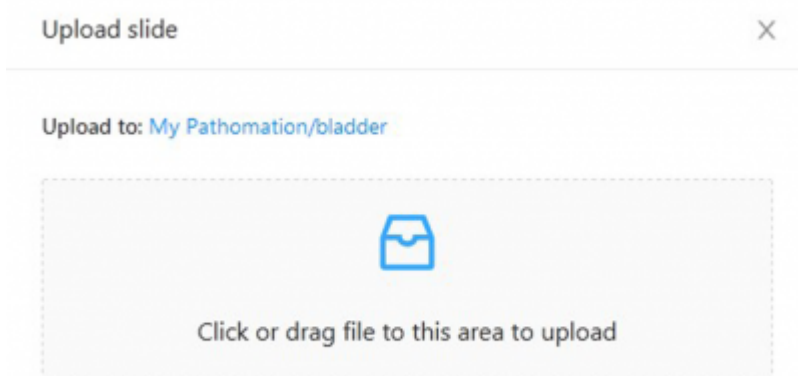 Upload slide
Upload to: My Pathomation/bladder
Click or drag file to this area to upload